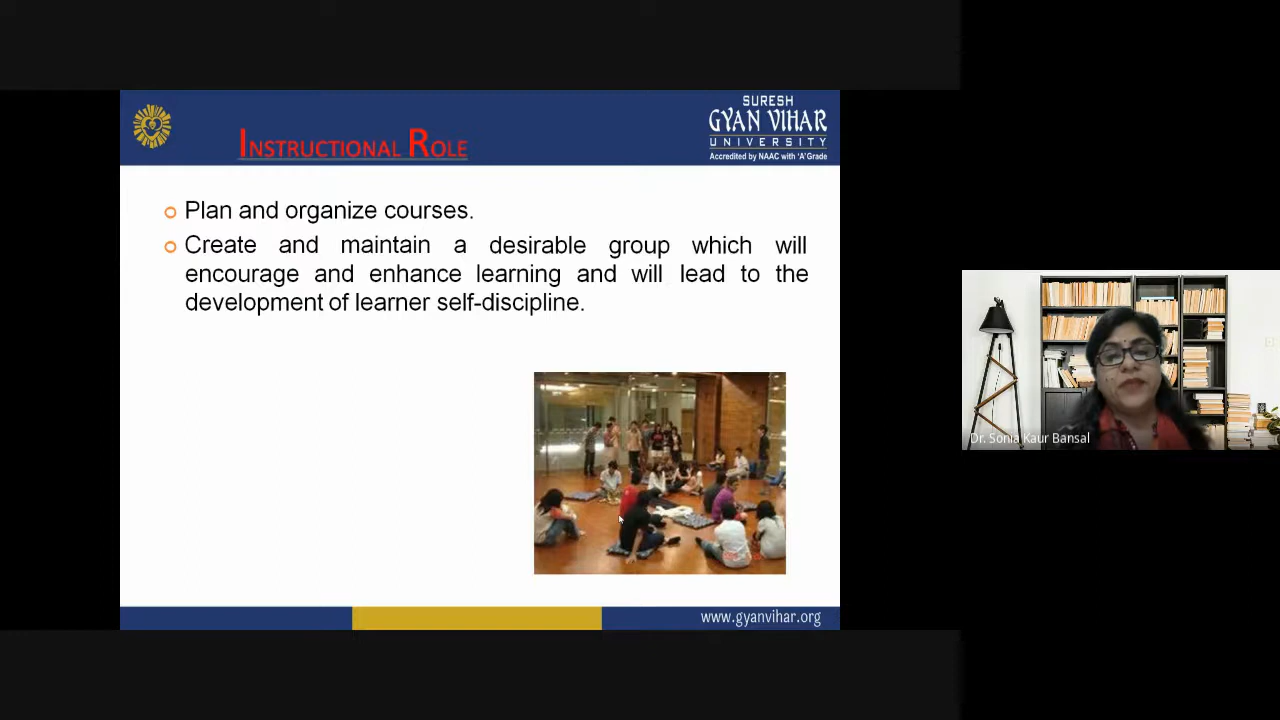 SURESH
GYAN VIHAR
UNIVERSITY
Accredited by NAAC with 'A' Grade
INSTRUCTIONAL ROLE
Plan and organize courses.
Create and maintain a desirable group which will
encourage and enhance learning and will lead to the
development of learner self-discipline.
www.gyanvihar.org
Dr. Sonia Kaur Bansal